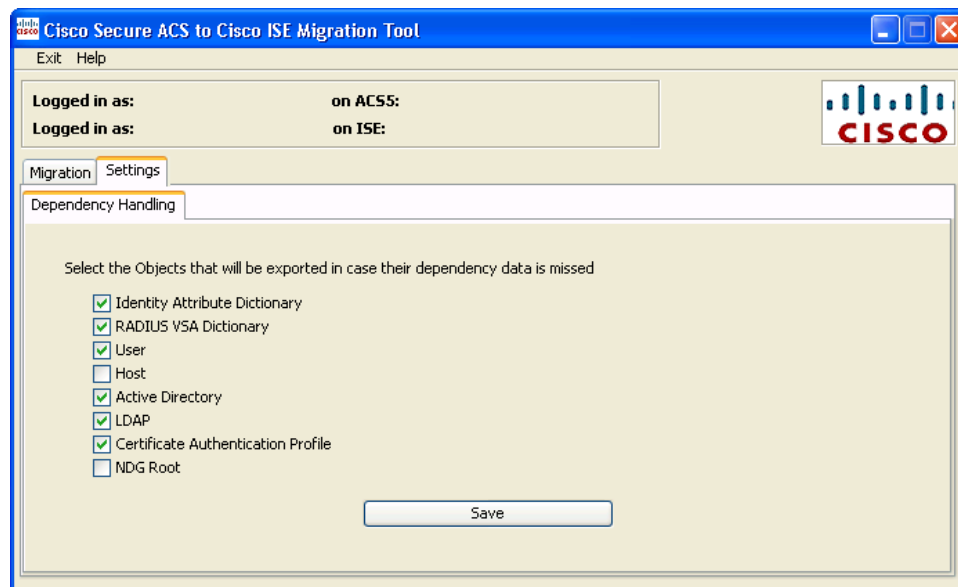 Cisco Secure ACS to Cisco ISE Migration Tool
Exit Help
Logged in as: on ACS5:
Logged in as: on ISE:
CISCO
Migration Settings
Dependency Handling
Select the Objects that will be exported in case their dependency data is missed
Identity Attribute Dictionary
RADIUS VSA Dictionary
User
Host
Active Directory
LDAP
Certificate Authentication Profile
NDG Root
Save